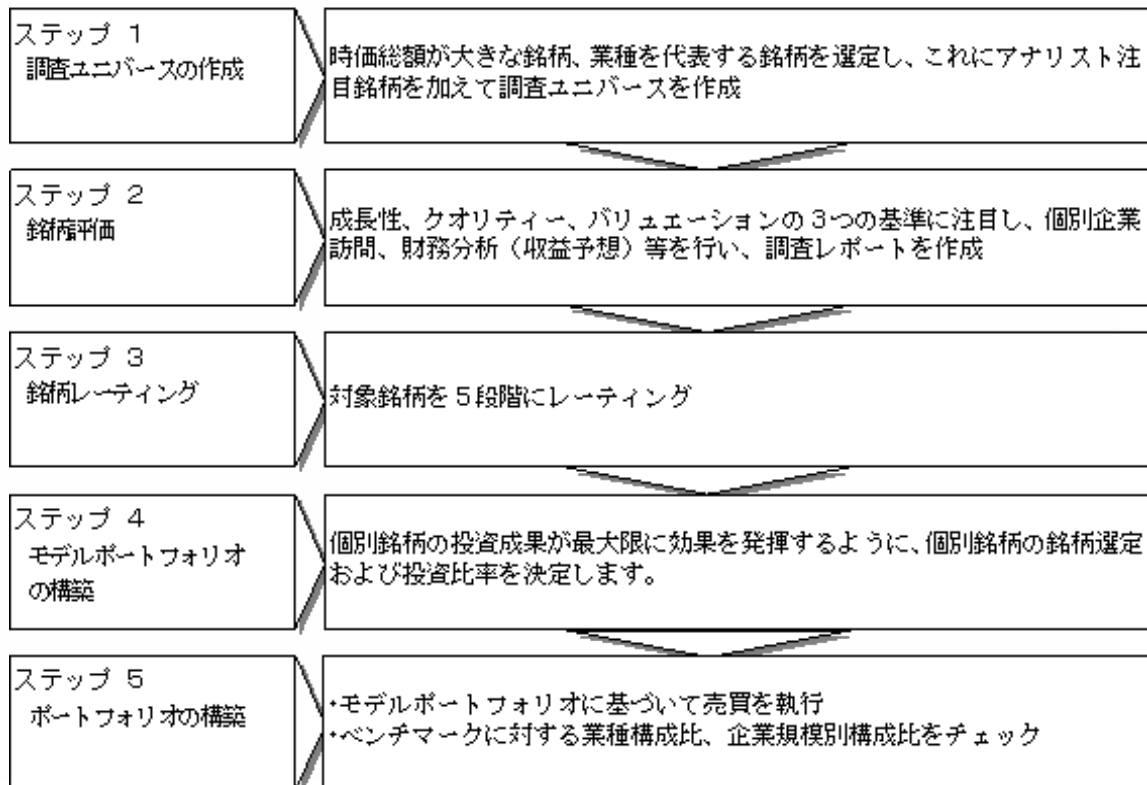 ステップ 1
調査ユニバースの作成
時価総額が大きな銘柄、業種を代表する銘柄を選定し、これにアナリスト注
目銘柄を加えて調査ユニバースを作成
ステップ 2
銘柄評価
成長性、クオリティー、バリュエーションの3つの基準に注目し、個別企業
訪問、財務分析(収益予想)等を行い、調査レポートを作成
ステップ 3
銘柄レーティング
対象銘柄を5段階にレーティング
ステップ 4
モデルポートフォリオ
の構築
個別銘柄の投資成果が最大限に効果を発揮するように、個別銘柄の銘柄選定
および投資比率を決定します。
ステップ 5
ポートフォリオの構築
・モデルポートフォリオに基づいて売買を執行
・ベンチマークに対する業種構成比、企業規模別構成比をチェック